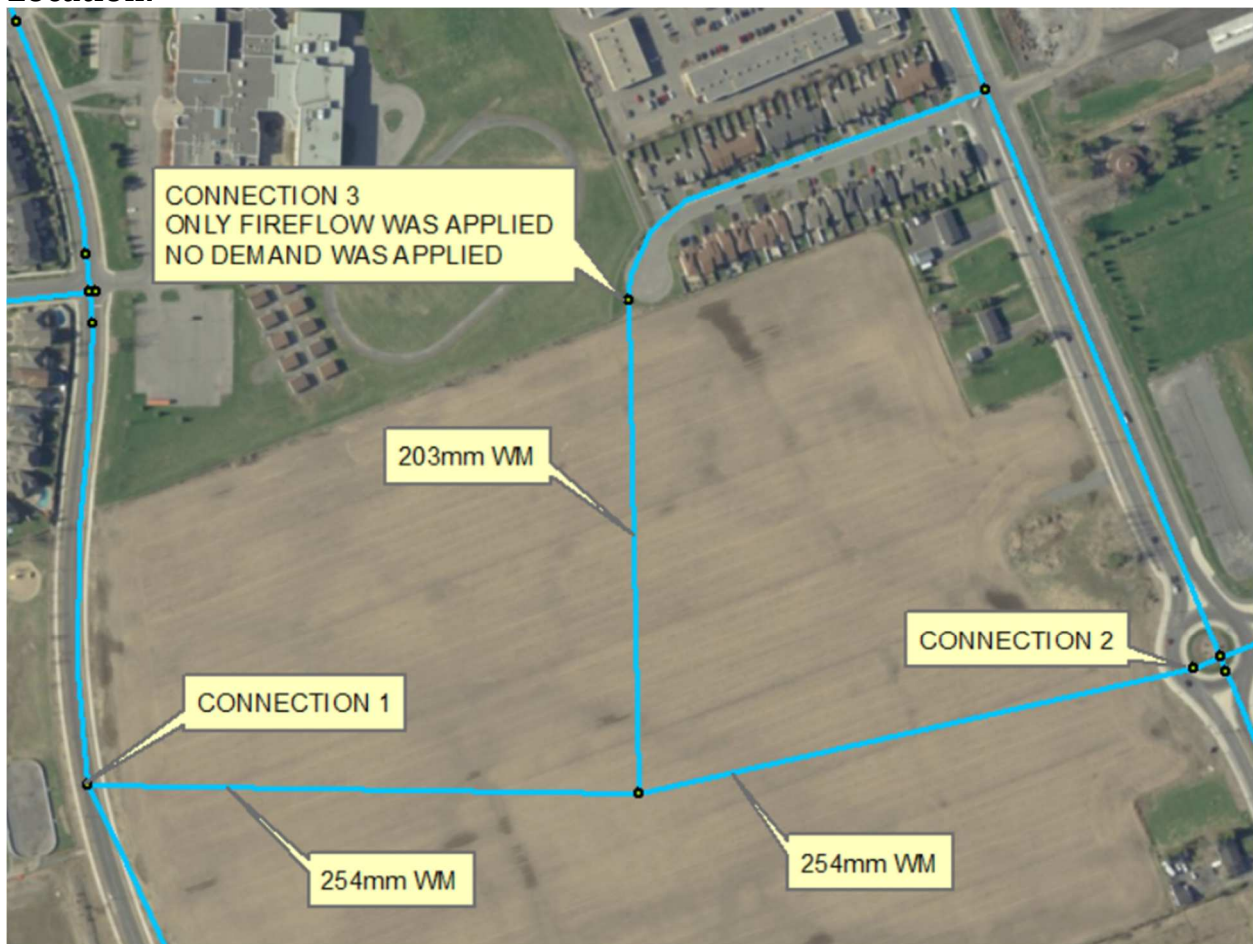 Location:
CONNECTION 3
ONLY FIREFLOW WAS APPLIED
NO DEMAND WAS APPLIED
203mm WM
CONNECTION 2
CONNECTION 1
254mm WM
254mm WM